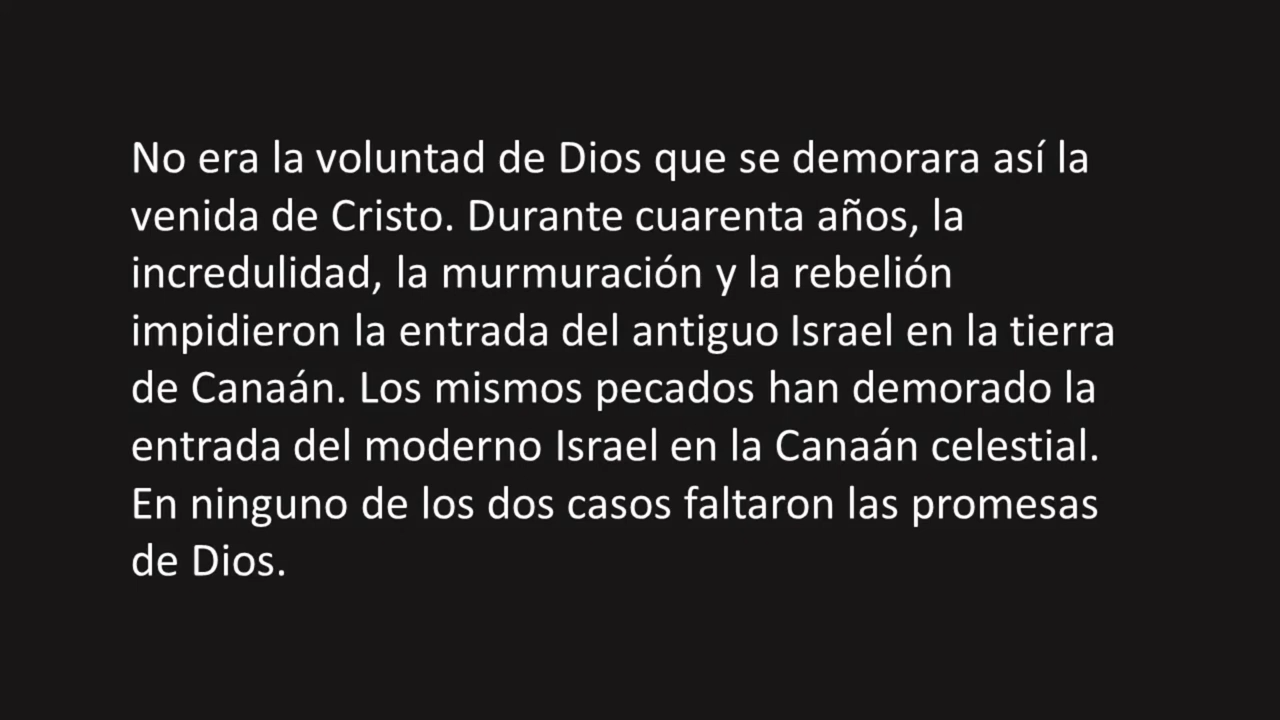 No era la voluntad de Dios que se demorara así la
venida de Cristo. Durante cuarenta años, la
incredulidad, la murmuración y la rebelión
impidieron la entrada del antiguo Israel en la tierra
de Canaán. Los mismos pecados han demorado la
entrada del moderno Israel en la Canaán celestial.
En ninguno de los dos casos faltaron las promesas
de Dios.